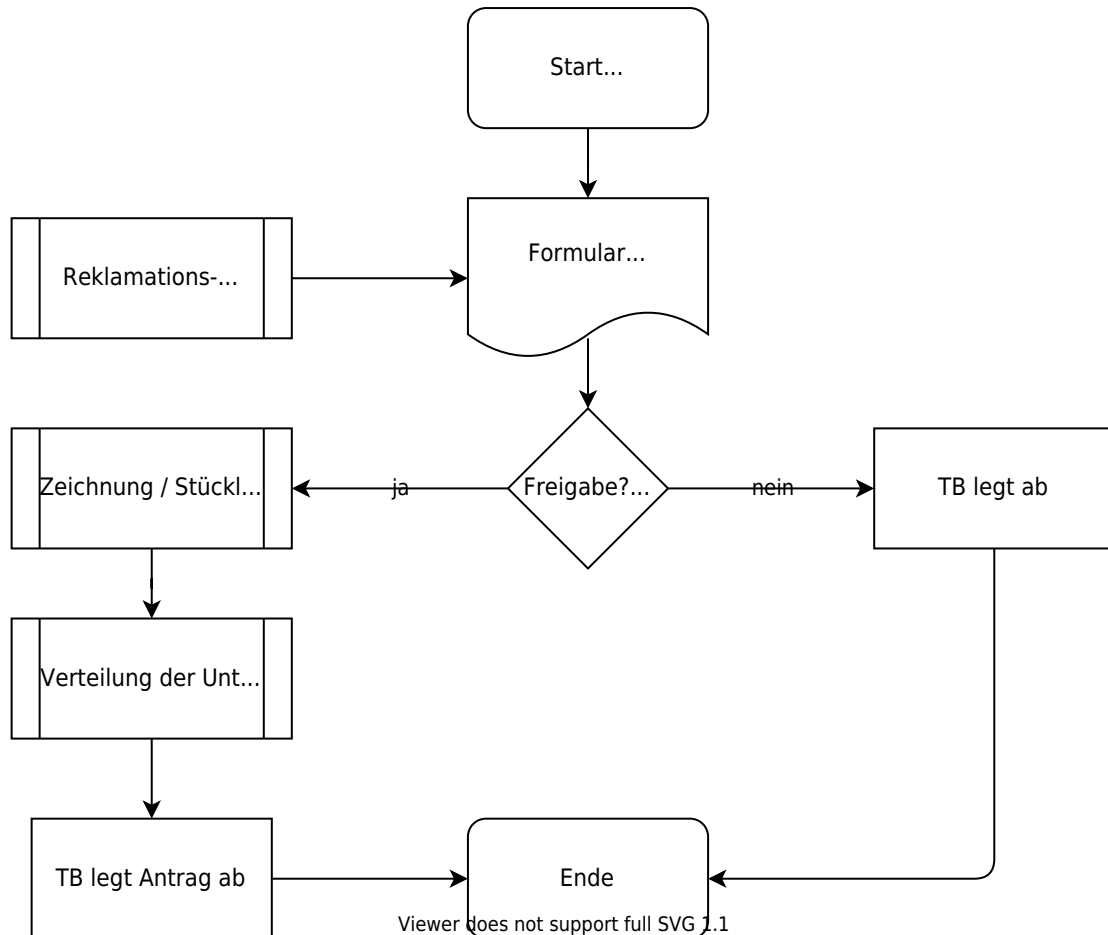 Start...
Formular...
Reklamations-...
Zeichnung / Stückl...
ja
Freigabe?...
nein
TB legt ab
Verteilung der Unt...
TB legt Antrag ab
Ende
Viewer does not support full SVG 1.1